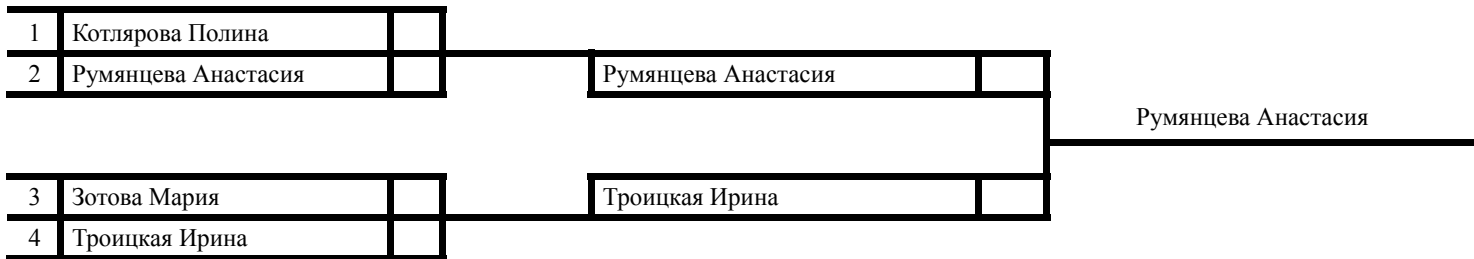 1 Котлярова Полина
2 Румянцева Анастасия
Румянцева Анастасия
Румянцева Анастасия
3 Зотова Мария
Троицкая Ирина
4 Троицкая Ирина